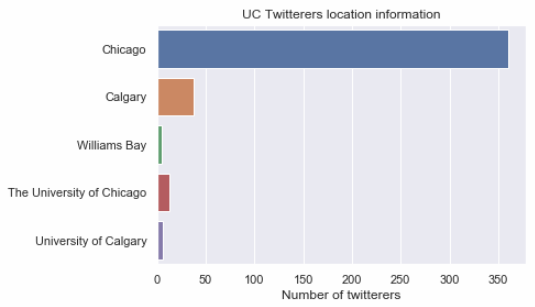 UC Twitterers location information
Chicago
Calgary
Williams Bay
The University of Chicago
University of Calgary
0 50 100 150 200 250 300 350
Number of twitterers